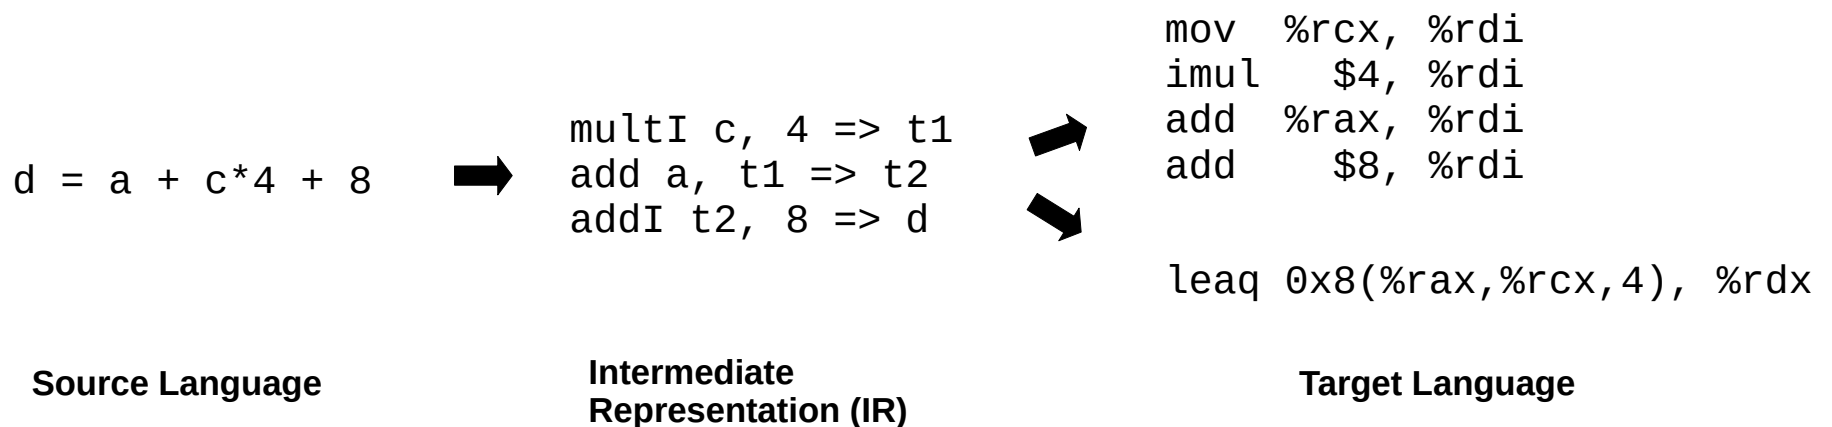 d = a + c*4 + 8
multI c, 4 => t1
add a, t1 => t2
addI t2, 8 => d
mov %rcx, %rdi
imul $4, %rdi
add %rax, %rdi
add $8, %rdi
leaq 0x8(%rax,%rcx,4), %rdx
Source Language
Intermediate
Representation (IR)
Target Language